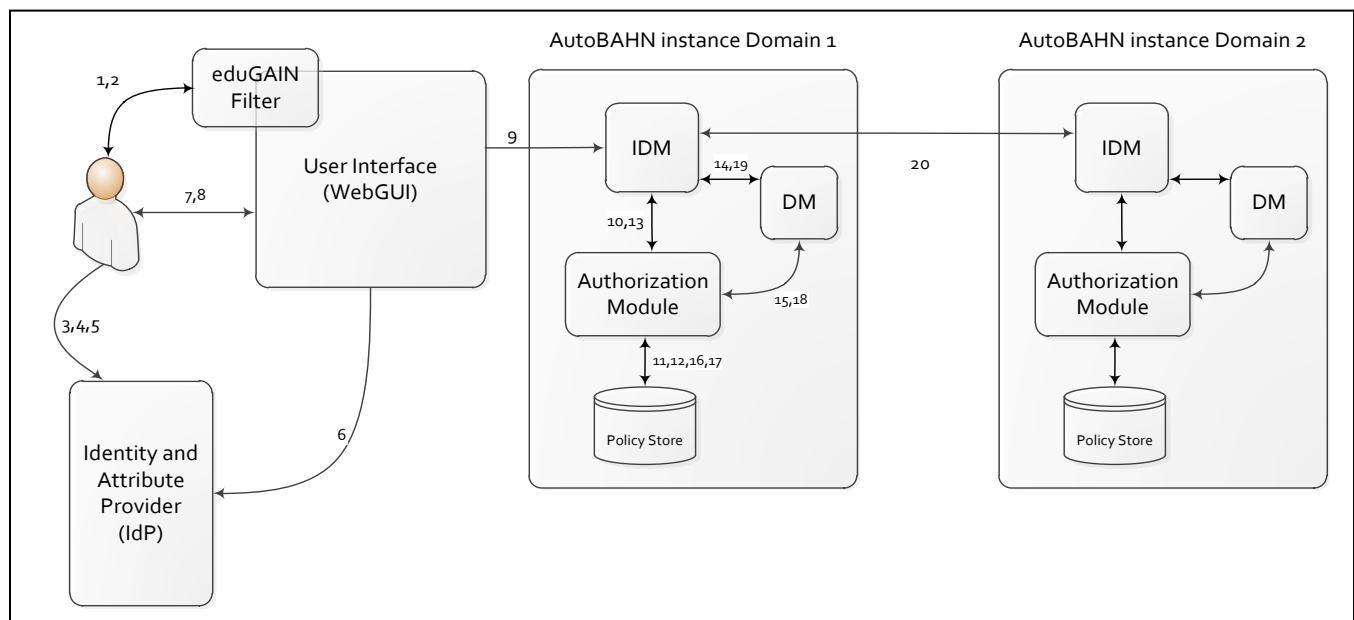 AutoBAHN instance Domain 1
AutoBAHN instance Domain 2
eduGAIN
Filter
1,2
User Interface
(WebGUI)
7,8
3,4,5
6
Identity and
Attribute
Provider
(IdP)
9
IDM
14,19
DM
10,13
Authorization
Module
15,18
11,12,16,17
Policy Store
20
IDM
DM
Authorization
Module
Policy Store